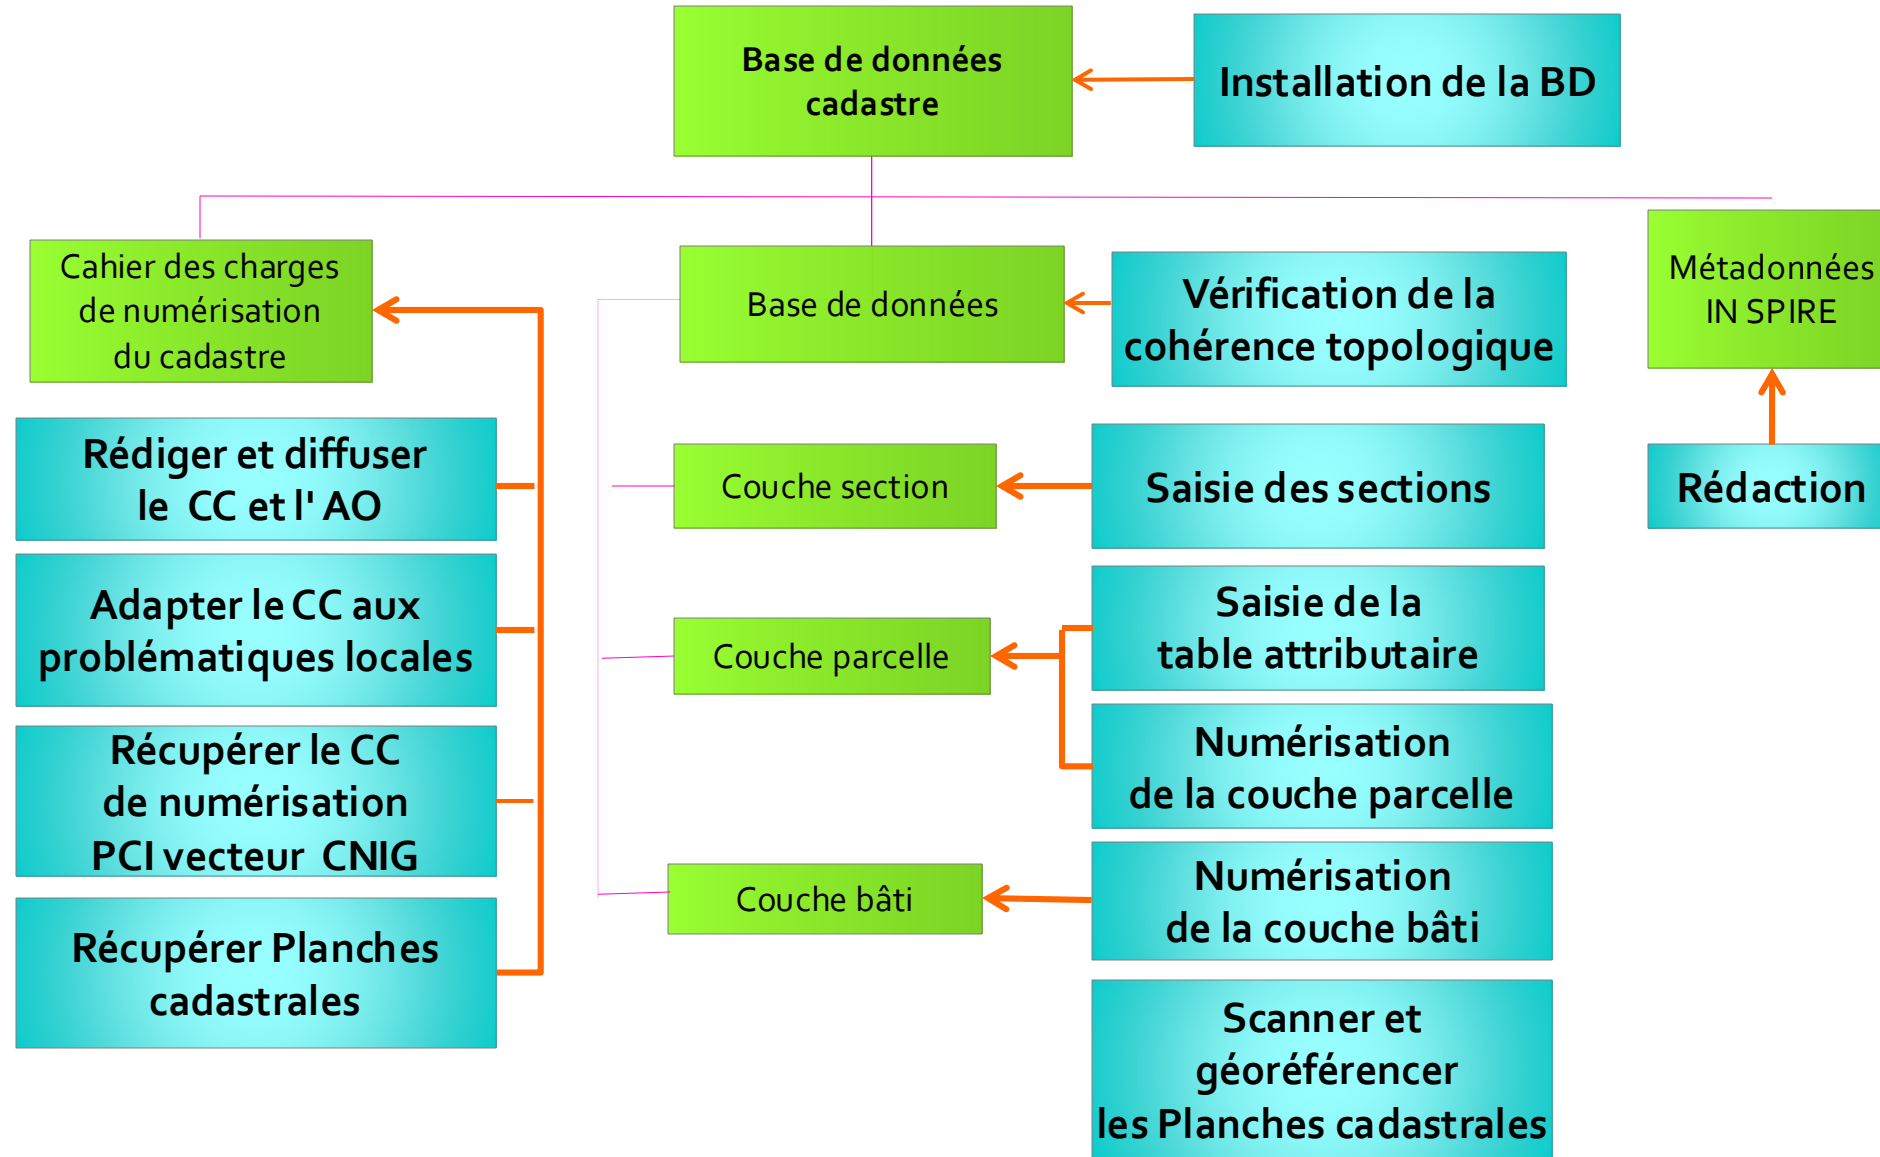 Base de données
cadastre
Installation de la BD
Cahier des charges
de numérisation
du cadastre
Base de données
Vérification de la
cohérence topologique
Métadonnées
IN SPIRE
Rédiger et diffuser
le CC et l' AO
Couche section
Saisie des sections
Rédaction
Adapter le CC aux
problématiques locales
Couche parcelle
Saisie de la
table attributaire
Récupérer le CC
de numérisation
PCI vecteur CNIG
Numérisation
de la couche parcelle
Couche bâti
Numérisation
de la couche bâti
Récupérer Planches
cadastrales
Scanner et
géoréférencer
les Planches cadastrales